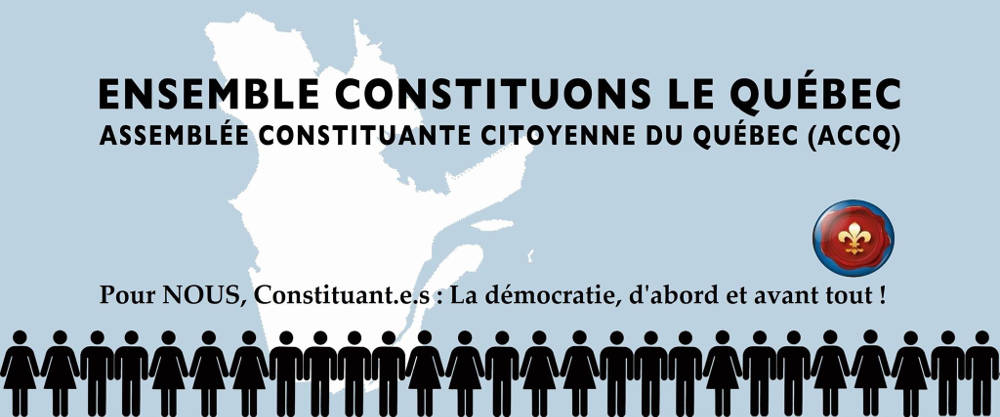 ENSEMBLE CONSTITUONS LE QUÉBEC
ASSEMBLÉE CONSTITUANTE CITOYENNE DU QUÉBEC (ACCQ)
Pour NOUS, Constituant.e.s : La démocratie, d'abord et avant tout !